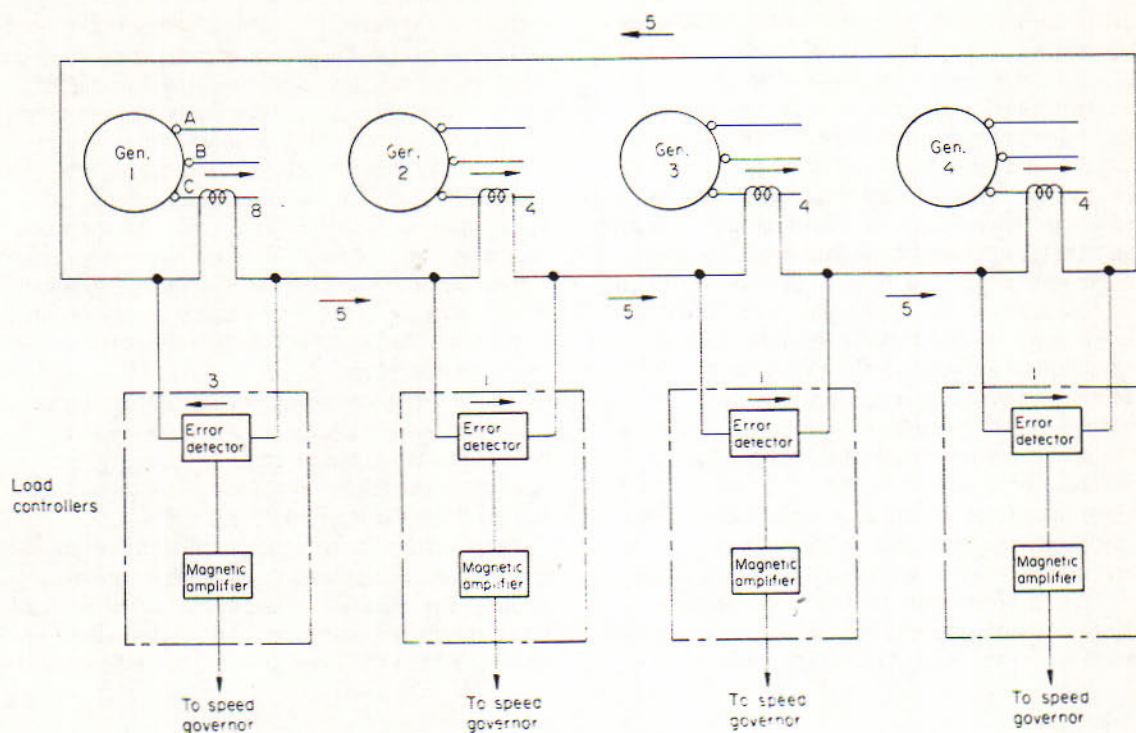 5
A
B
C
Gen.
1
8
Gen.
2
4
Gen.
3
4
Gen.
4
4
5
5
5
3
1
1
1
Error
detector
Error
detector
Error
detector
Error
detector
Load
controllers
Magnetic
amplifier
Magnetic
amplifier
Magnetic
amplifier
Magnetic
amplifier
To speed
governor
To speed
governor
To speed
governor
To speed
governor